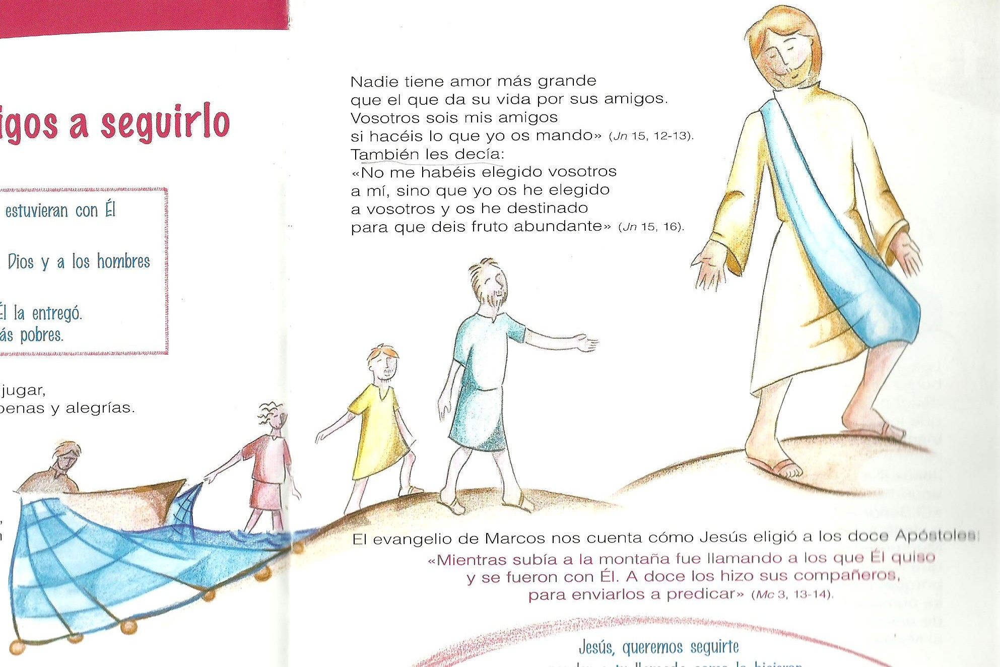 igos a seguirlo
estuvieran con Él
Dios y a los hombres
Él la entregó.
ás pobres.
jugar,
penas y alegrías.
Nadie tiene amor más grande
que el que da su vida por sus amigos.
Vosotros sois mis amigos
si hacéis lo que yo os mando» (Jn 15, 12-13).
También les decía:
«No me habéis elegido vosotros
a mí, sino que yo os he elegido
a vosotros y os he destinado
para que deis fruto abundante» (Jn 15, 16).
El evangelio de Marcos nos cuenta cómo Jesús eligió a los doce Apóstoles:
«Mientras subía a la montaña fue llamando a los que Él quiso
y se fueron con Él. A doce los hizo sus compañeros,
para enviarlos a predicar» (Mc 3, 13-14).
Jesús, queremos seguirte